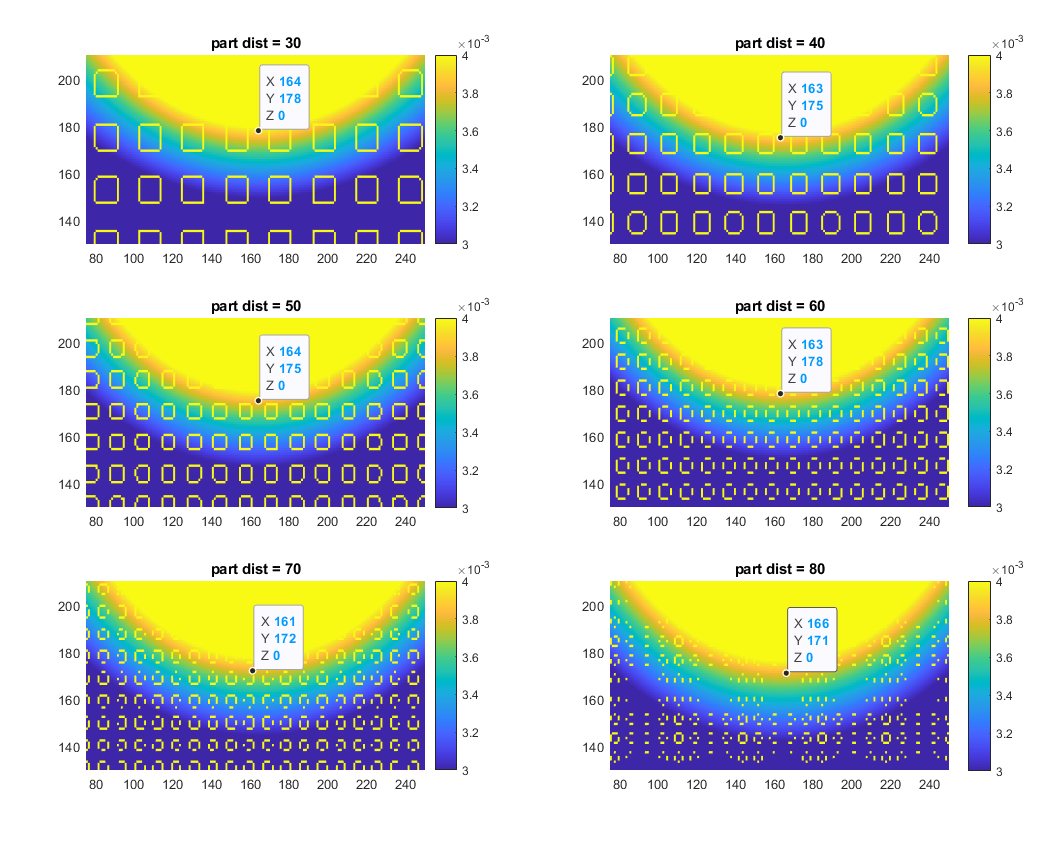 part dist = 30
×10-3
200
180
160
140
80 100 120 140 160 180 200 220 240
4
3.8
3.6
3.4
3.2
3
X 164
Y 178
Z 0
part dist = 40
×10-3
200
180
160
140
80 100 120 140 160 180 200 220 240
4
3.8
3.6
3.4
3.2
3
X 163
Y 175
Z 0
part dist = 50
×10-3
200
180
160
140
80 100 120 140 160 180 200 220 240
4
3.8
3.6
3.4
3.2
3
X 164
Y 175
Z 0
part dist = 60
×10-3
200
180
160
140
80 100 120 140 160 180 200 220 240
4
3.8
3.6
3.4
3.2
3
X 163
Y 178
Z 0
part dist = 70
×10-3
200
180
160
140
80 100 120 140 160 180 200 220 240
4
3.8
3.6
3.4
3.2
3
X 161
Y 172
Z 0
part dist = 80
×10-3
200
180
160
140
80 100 120 140 160 180 200 220 240
4
3.8
3.6
3.4
3.2
3
X 166
Y 171
Z 0